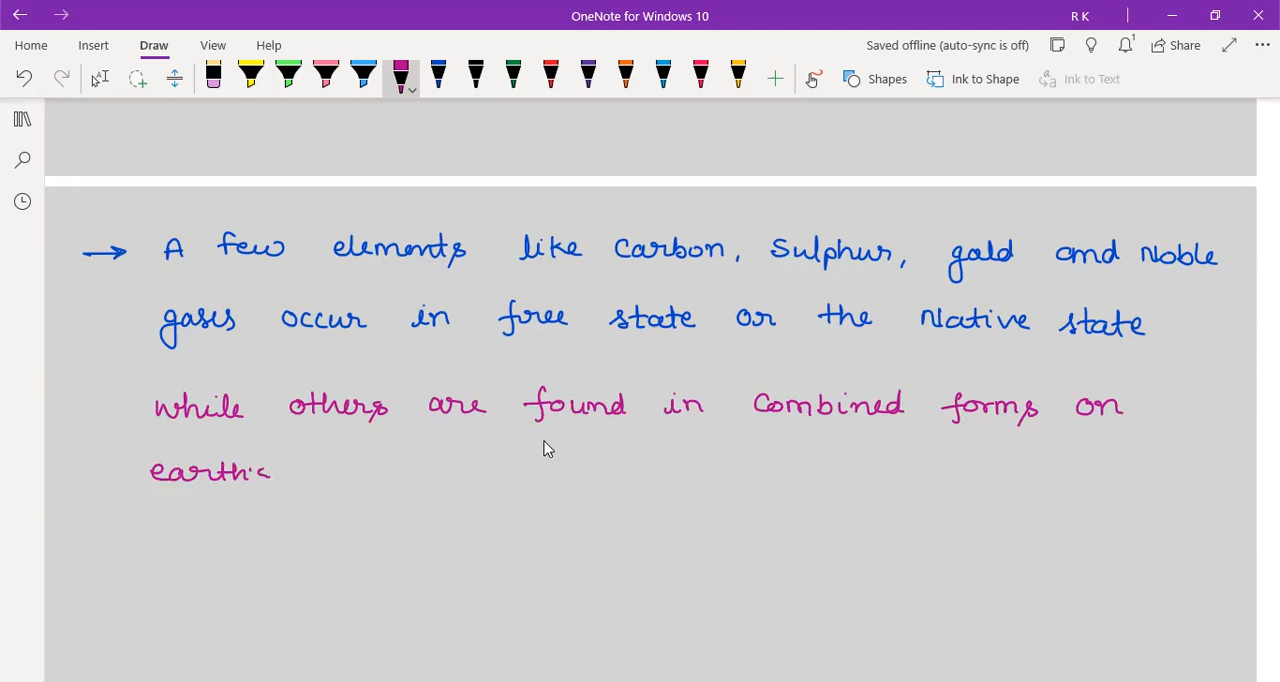 OneNote for Windows 10
R K
Home Insert Draw View Help
Saved offline (auto-sync is off) 1 Share
Shapes Ink to Shape Ink to Text
→ A few elements like Carbon, Sulphur, gold and Noble
gases occur in free state or the Native state
while others are found in Combined forms on